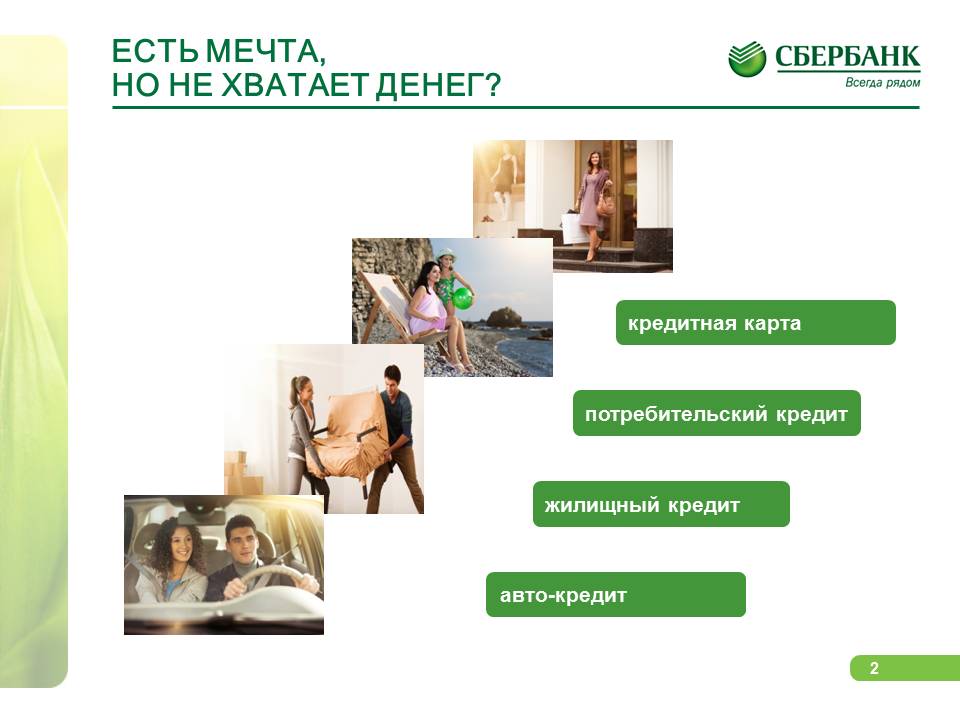 ЕСТЬ МЕЧТА,
НО НЕ ХВАТАЕТ ДЕНЕГ?
СБЕРБАНК
Всегда рядом
кредитная карта
потребительский кредит
жилищный кредит
авто-кредит
2